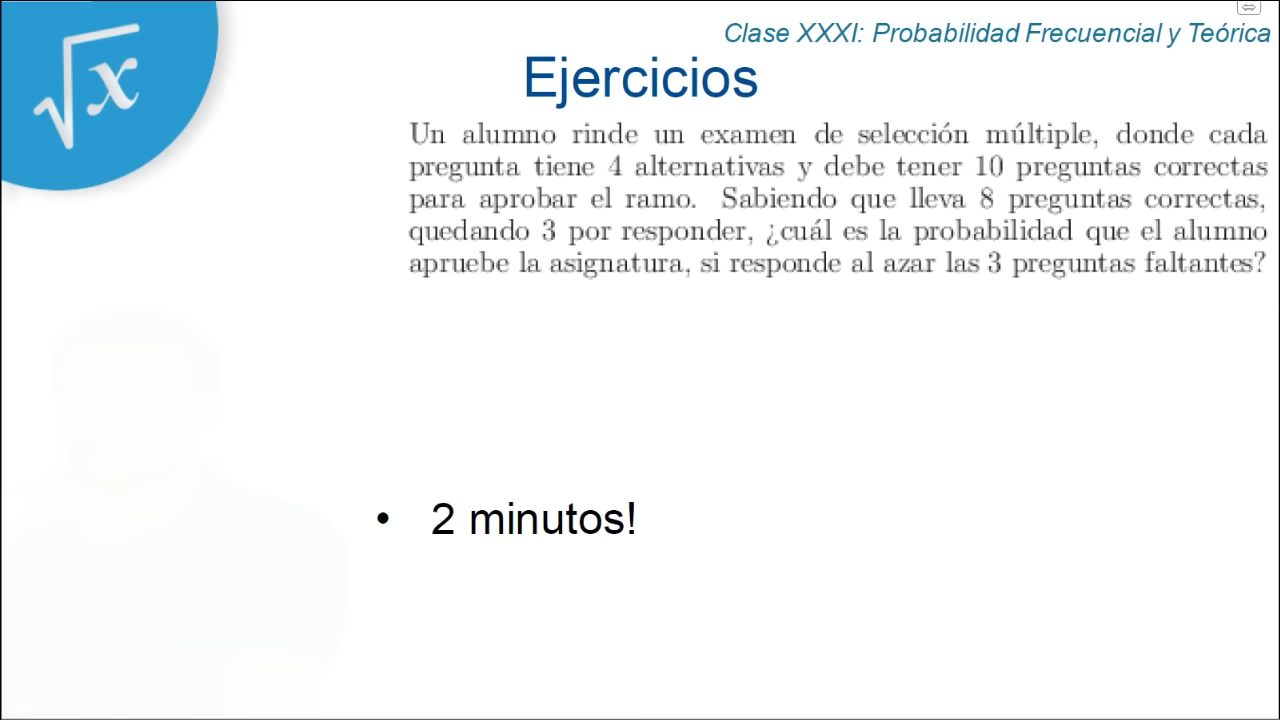 Clase XXXI: Probabilidad Frecuencial y Teórica
Ejercicios
Un alumno rinde un examen de selección múltiple, donde cada
pregunta tiene 4 alternativas y debe tener 10 preguntas correctas
para aprobar el ramo. Sabiendo que lleva 8 preguntas correctas,
quedando 3 por responder, ¿cuál es la probabilidad que el alumno
apruebe la asignatura, si responde al azar las 3 preguntas faltantes?
• 2 minutos!
√x